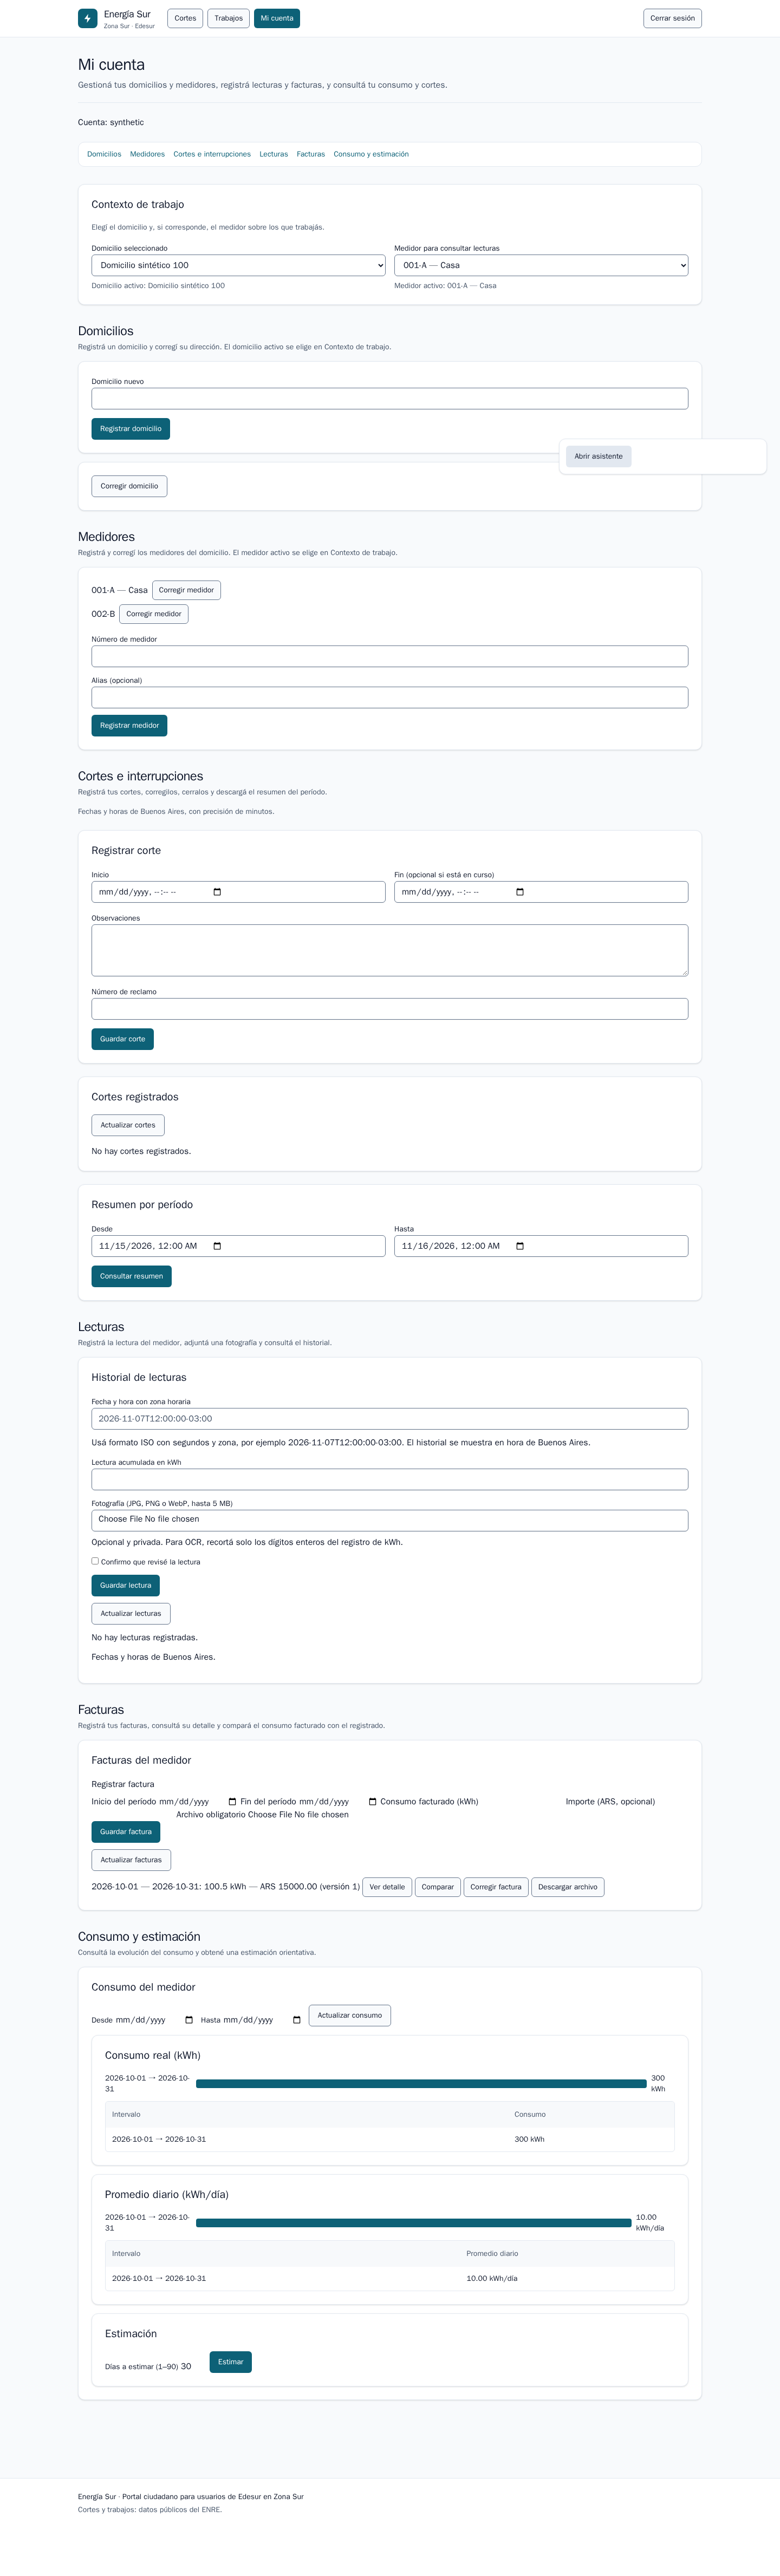 Energía Sur
Zona Sur · Edesur
Cortes
Trabajos
Mi cuenta
Cerrar sesión
Mi cuenta
Gestioná tus domicilios y medidores, registrá lecturas y facturas, y consultá tu consumo y cortes.
Cuenta: synthetic
Domicilios Medidores Cortes e interrupciones Lecturas Facturas Consumo y estimación
Contexto de trabajo
Elegí el domicilio y, si corresponde, el medidor sobre los que trabajás.
Domicilio seleccionado
Domicilio sintético 100
Domicilio activo: Domicilio sintético 100
Medidor para consultar lecturas
001-A — Casa
Medidor activo: 001-A — Casa
Domicilios
Registrá un domicilio y corregí su dirección. El domicilio activo se elige en Contexto de trabajo.
Domicilio nuevo
Registrar domicilio
Abrir asistente
Corregir domicilio
Medidores
Registrá y corregí los medidores del domicilio. El medidor activo se elige en Contexto de trabajo.
001-A — Casa Corregir medidor
002-B Corregir medidor
Número de medidor
Alias (opcional)
Registrar medidor
Cortes e interrupciones
Registrá tus cortes, corregilos, cerralos y descargá el resumen del período.
Fechas y horas de Buenos Aires, con precisión de minutos.
Registrar corte
Inicio
mm/dd/yyyy, --:-- --
Fin (opcional si está en curso)
mm/dd/yyyy, --:-- --
Observaciones
Número de reclamo
Guardar corte
Cortes registrados
Actualizar cortes
No hay cortes registrados.
Resumen por período
Desde
11/15/2026, 12:00 AM
Hasta
11/16/2026, 12:00 AM
Consultar resumen
Lecturas
Registrá la lectura del medidor, adjuntá una fotografía y consultá el historial.
Historial de lecturas
Fecha y hora con zona horaria
2026-11-07T12:00:00-03:00
Usá formato ISO con segundos y zona, por ejemplo 2026-11-07T12:00:00-03:00. El historial se muestra en hora de Buenos Aires.
Lectura acumulada en kWh
Fotografía (JPG, PNG o WebP, hasta 5 MB)
Choose File No file chosen
Opcional y privada. Para OCR, recortá solo los dígitos enteros del registro de kWh.
Confirmo que revisé la lectura
Guardar lectura
Actualizar lecturas
No hay lecturas registradas.
Fechas y horas de Buenos Aires.
Facturas
Registrá tus facturas, consultá su detalle y compará el consumo facturado con el registrado.
Facturas del medidor
Registrar factura
Inicio del período mm/dd/yyyy Fin del período mm/dd/yyyy Consumo facturado (kWh) Importe (ARS, opcional)
Archivo obligatorio Choose File No file chosen
Guardar factura
Actualizar facturas
2026-10-01 — 2026-10-31: 100.5 kWh — ARS 15000.00 (versión 1) Ver detalle Comparar Corregir factura Descargar archivo
Consumo y estimación
Consultá la evolución del consumo y obtené una estimación orientativa.
Consumo del medidor
Desde mm/dd/yyyy Hasta mm/dd/yyyy Actualizar consumo
Consumo real (kWh)
2026-10-01 → 2026-10-
31
300
kWh
Intervalo Consumo
2026-10-01 → 2026-10-31 300 kWh
Promedio diario (kWh/día)
2026-10-01 → 2026-10-
31
10.00
kWh/día
Intervalo Promedio diario
2026-10-01 → 2026-10-31 10.00 kWh/día
Estimación
Días a estimar (1–90) 30 Estimar
Energía Sur · Portal ciudadano para usuarios de Edesur en Zona Sur
Cortes y trabajos: datos públicos del ENRE.